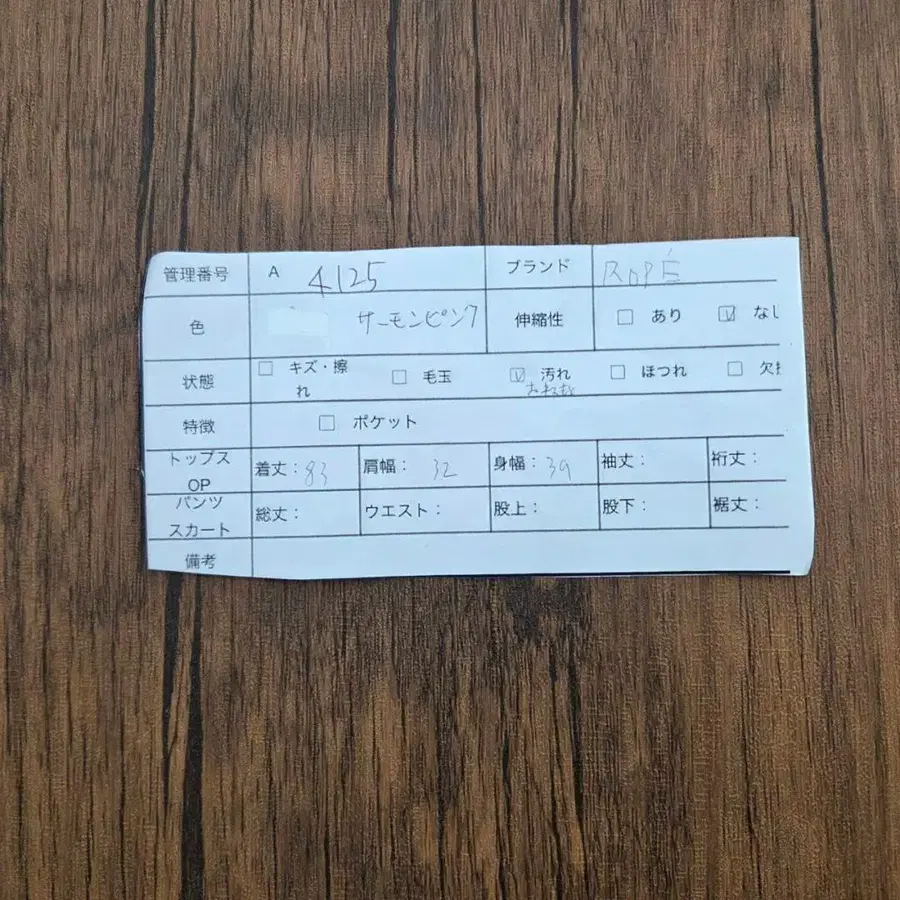 管理番号 A 4125 ブランド ROPÉ
色 サーモンピンク 伸縮性 □ あり ☑ なし
状態 □ キズ・擦れ □ 毛玉 ☑ 汚れ □ ほつれ □ 欠
特徴 □ ポケット
トップス OP 着丈：83 肩幅：32 身幅：39 袖丈： 裄丈：
パンツ スカート 総丈： ウエスト： 股上： 股下： 裾丈：
備考